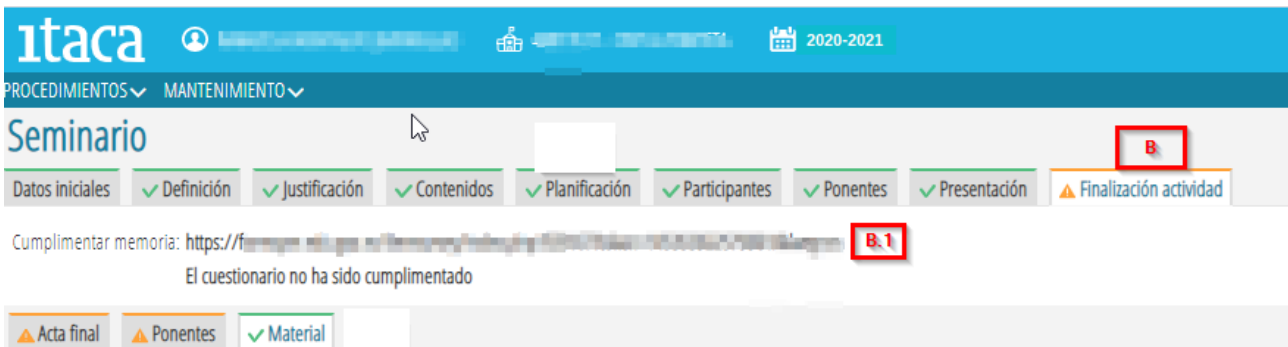 ıtaca 2020-2021
PROCEDIMIENTOS MANTENIMIENTO
Seminario
B
Datos iniciales Definición Justificación Contenidos Planificación Participantes Ponentes Presentación Finalización actividad
Cumplimentar memoria: https://f B.1
El cuestionario no ha sido cumplimentado
Acta final Ponentes Material